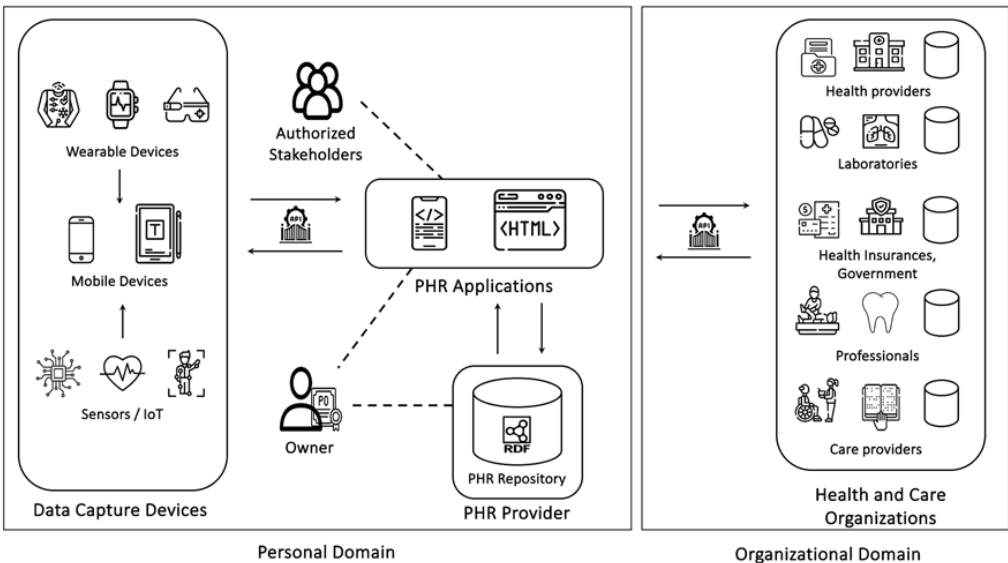 Wearable Devices
Mobile Devices
T
Sensors / IoT
Data Capture Devices
Authorized
Stakeholders
API
</>
<HTML>
PHR Applications
PO
Owner
RDF
PHR Repository
PHR Provider
Personal Domain
API
Health providers
Laboratories
$
Health Insurances,
Government
Professionals
Care providers
Health and Care
Organizations
Organizational Domain